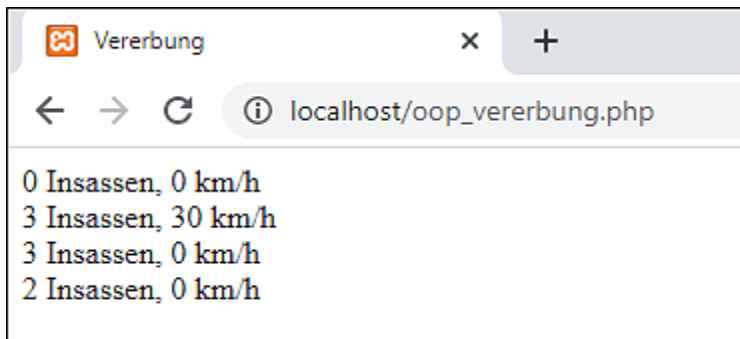 Vererbung
localhost/oop_vererbung.php
0 Insassen, 0 km/h
3 Insassen, 30 km/h
3 Insassen, 0 km/h
2 Insassen, 0 km/h